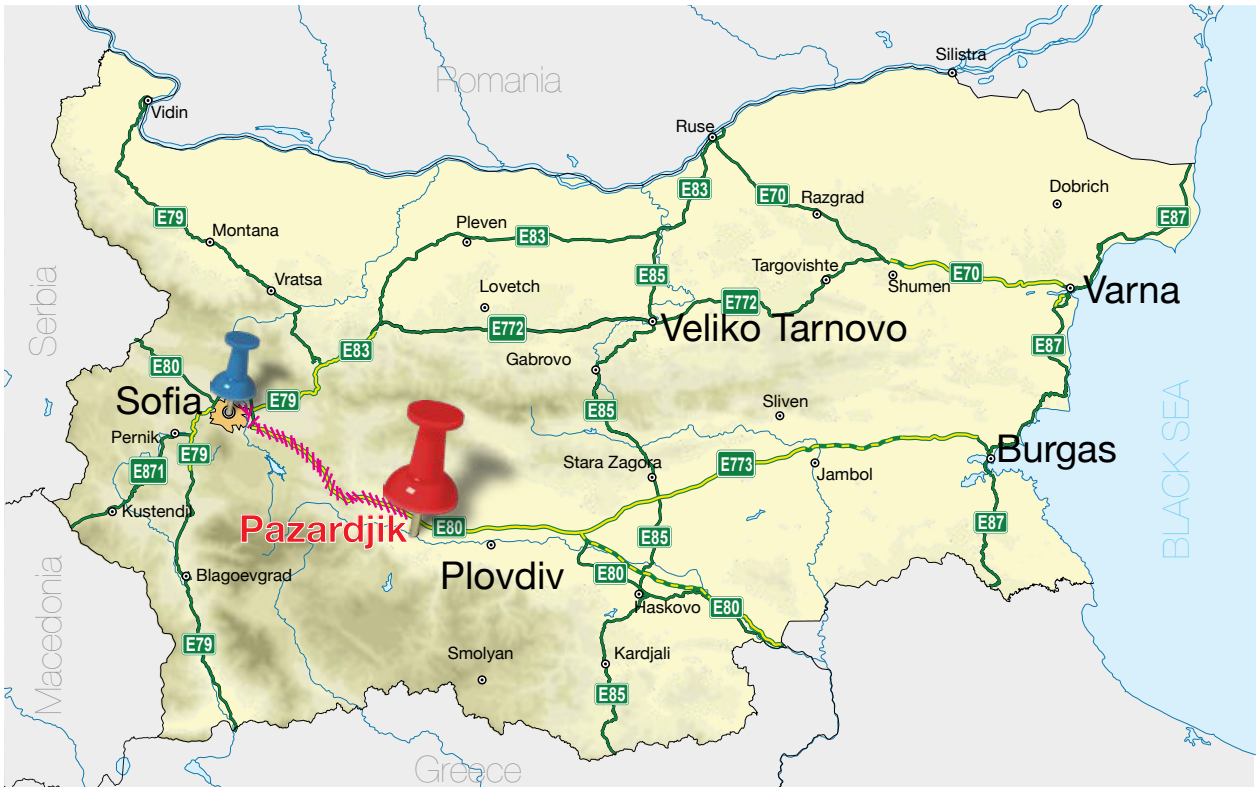 Silistra
Romania
Vidin
Ruse
E83
E70
Razgrad
Dobrich
E79
Montana
Pleven
E83
E87
Vratsa
Lovetch
E85
Targovishte
Shumen
E70
Varna
Serbia
E772
E772
Veliko Tarnovo
E80
E83
Gabrovo
E87
Sofia
E79
E85
Sliven
BLACK SEA
Pernik
E79
E871
Stara Zagora
E773
Jambol
Burgas
Kustendil
Pazardjik
E80
E85
E87
Plovdiv
Blagoevgrad
E80
Haskovo
E80
Macedonia
E79
Smolyan
Kardjali
E85
Greece